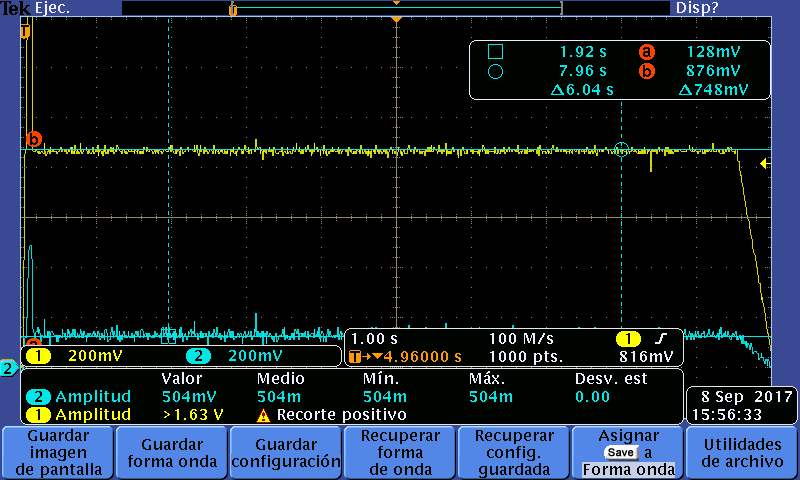 Tek Ejec.
Disp?
T
T
1.92 s a 128mV
7.96 s b 876mV
Δ6.04 s Δ748mV
b
1 200mV 2 200mV
1.00 s 100 M/s 1
T→▼4.96000 s 1000 pts. 816mV
2
Valor Medio Mín. Máx. Desv. est
2 Amplitud 504mV 504m 504m 504m 0.00
1 Amplitud >1.63 V Recorte positivo
8 Sep 2017
15:56:33
Guardar
imagen
de pantalla
Guardar
forma onda
Guardar
configuración
Recuperar
forma
de onda
Recuperar
config.
guardada
Asignar
Save a
Forma onda
Utilidades
de archivo